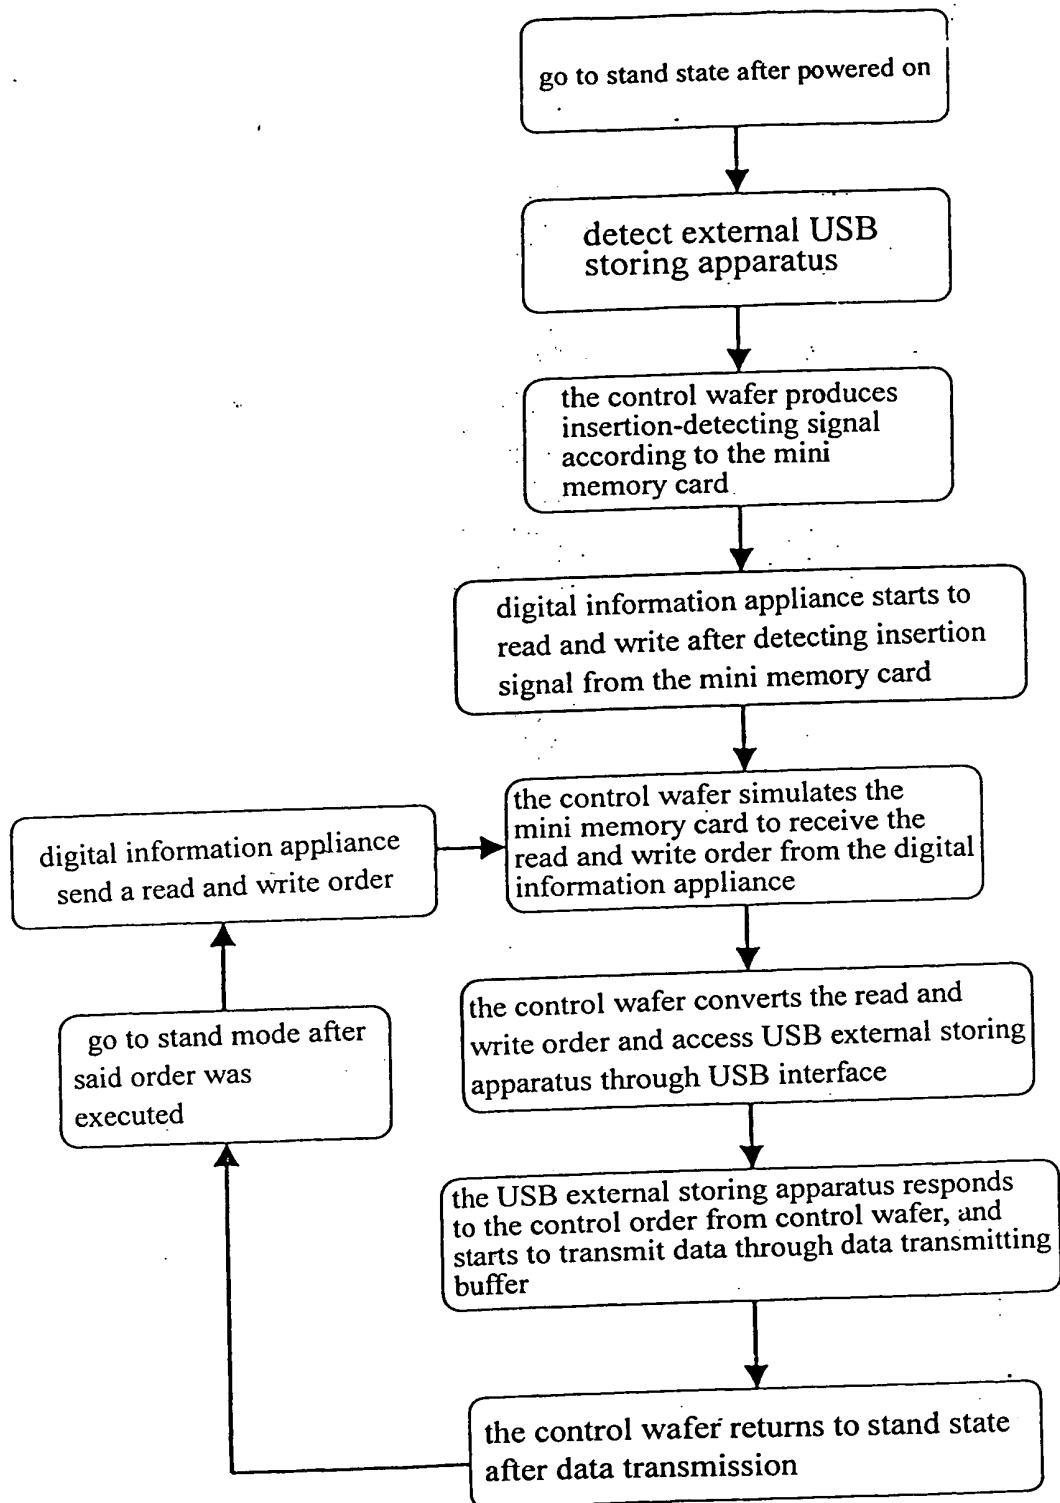 go to stand state after powered on
detect external USB
storing apparatus
the control wafer produces
insertion-detecting signal
according to the mini
memory card
digital information appliance starts to
read and write after detecting insertion
signal from the mini memory card
the control wafer simulates the
mini memory card to receive the
read and write order from the digital
information appliance
digital information appliance
send a read and write order
the control wafer converts the read and
write order and access USB external storing
apparatus through USB interface
go to stand mode after
said order was
executed
the USB external storing apparatus responds
to the control order from control wafer, and
starts to transmit data through data transmitting
buffer
the control wafer returns to stand state
after data transmission